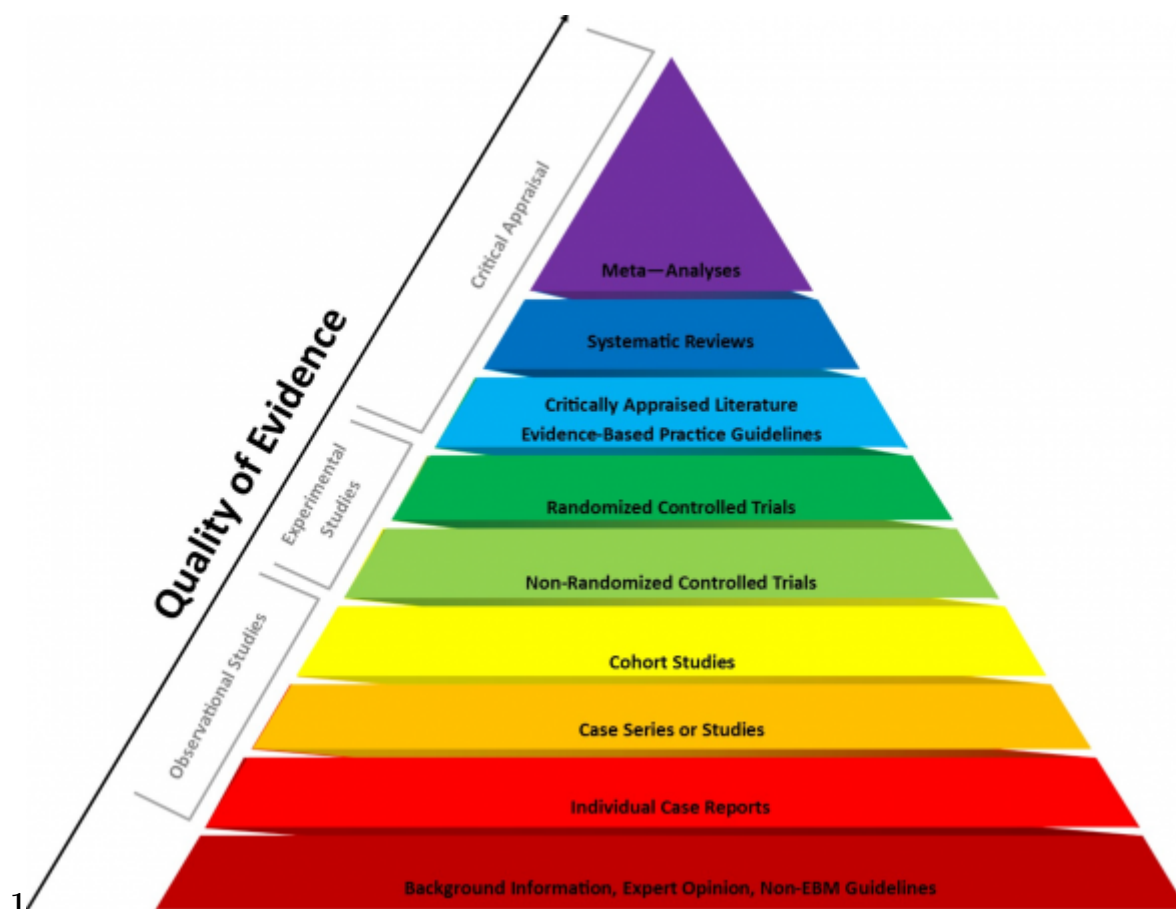 Quality of Evidence
Critical Appraisal
Experimental
Studies
Observational Studies
Meta—Analyses
Systematic Reviews
Critically Appraised Literature
Evidence-Based Practice Guidelines
Randomized Controlled Trials
Non-Randomized Controlled Trials
Cohort Studies
Case Series or Studies
Individual Case Reports
Background Information, Expert Opinion, Non-EBM Guidelines
1